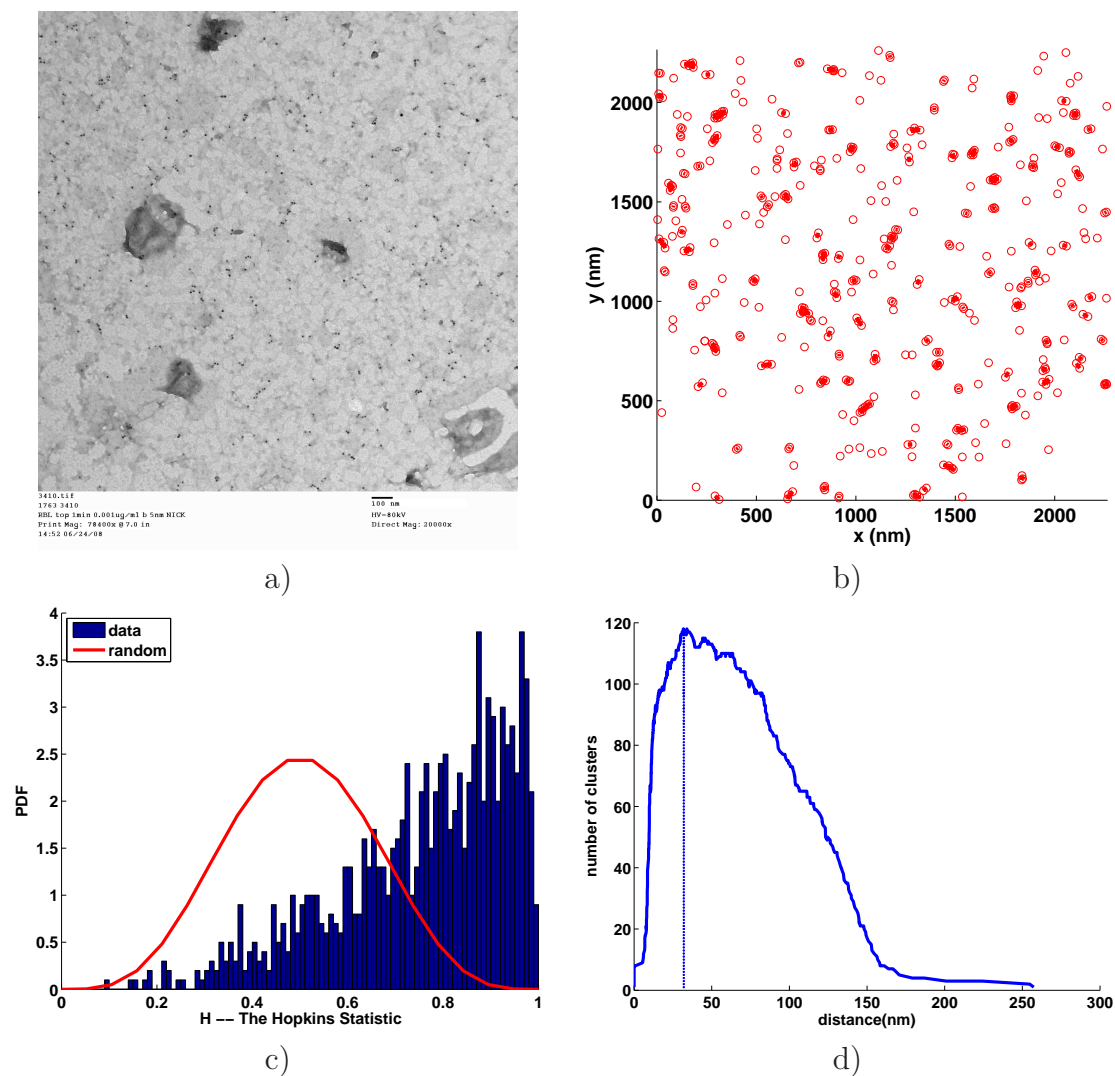 3410.tif
1763 3410
RBL top 1min 0.001ug/ml b 5nm NICK
Print Mag: 78400x @ 7.0 in
14:52 06/24/08
100 nm
HV=80kV
Direct Mag: 20000x
a)
2000
1500
1000
500
0
0 500 1000 1500 2000
y (nm)
x (nm)
b)
4
3.5
3
2.5
2
1.5
1
0.5
0
0 0.2 0.4 0.6 0.8 1
PDF
data
random
H −− The Hopkins Statistic
c)
120
100
80
60
40
20
0
0 50 100 150 200 250 300
number of clusters
distance(nm)
d)